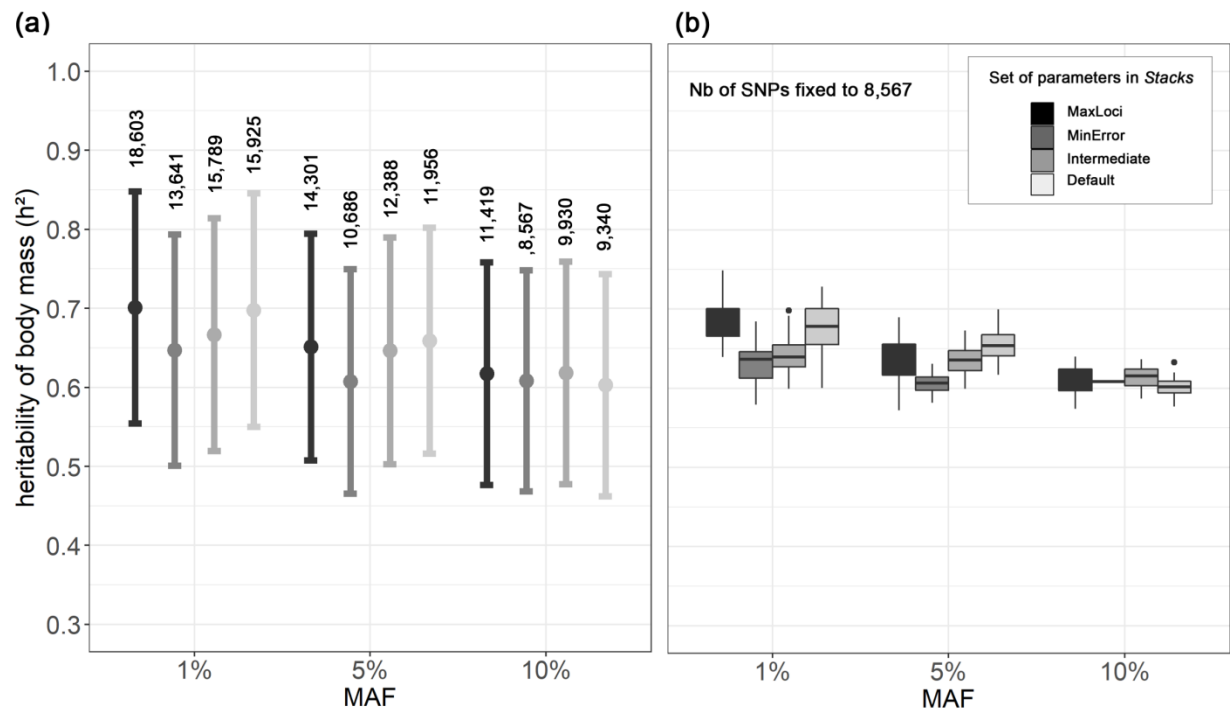 (a)
heritability of body mass (h²)
1.0
0.9
0.8
0.7
0.6
0.5
0.4
0.3
18,603
13,641
15,789
15,925
14,301
10,686
12,388
11,956
11,419
,8,567
9,930
9,340
1%
5%
10%
MAF
(b)
Nb of SNPs fixed to 8,567
Set of parameters in Stacks
MaxLoci
MinError
Intermediate
Default
1%
5%
10%
MAF